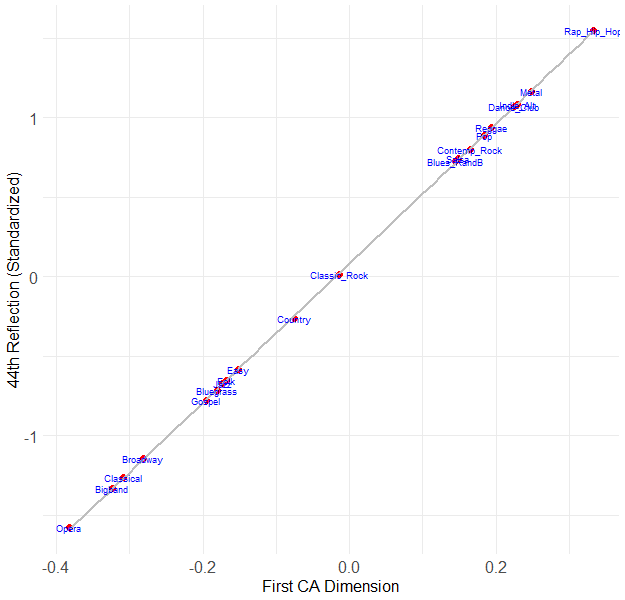 Rap_Hip_Hop
Metal
Reggae
Pop
Contemp_Rock
Salsa
Blues_RandB
Classic_Rock
Country
Easy
Folk
Bluegrass
Gospel
Broadway
Classical
Bigband
Opera
1
0
-1
44th Reflection (Standardized)
-0.4
-0.2
0.0
0.2
First CA Dimension